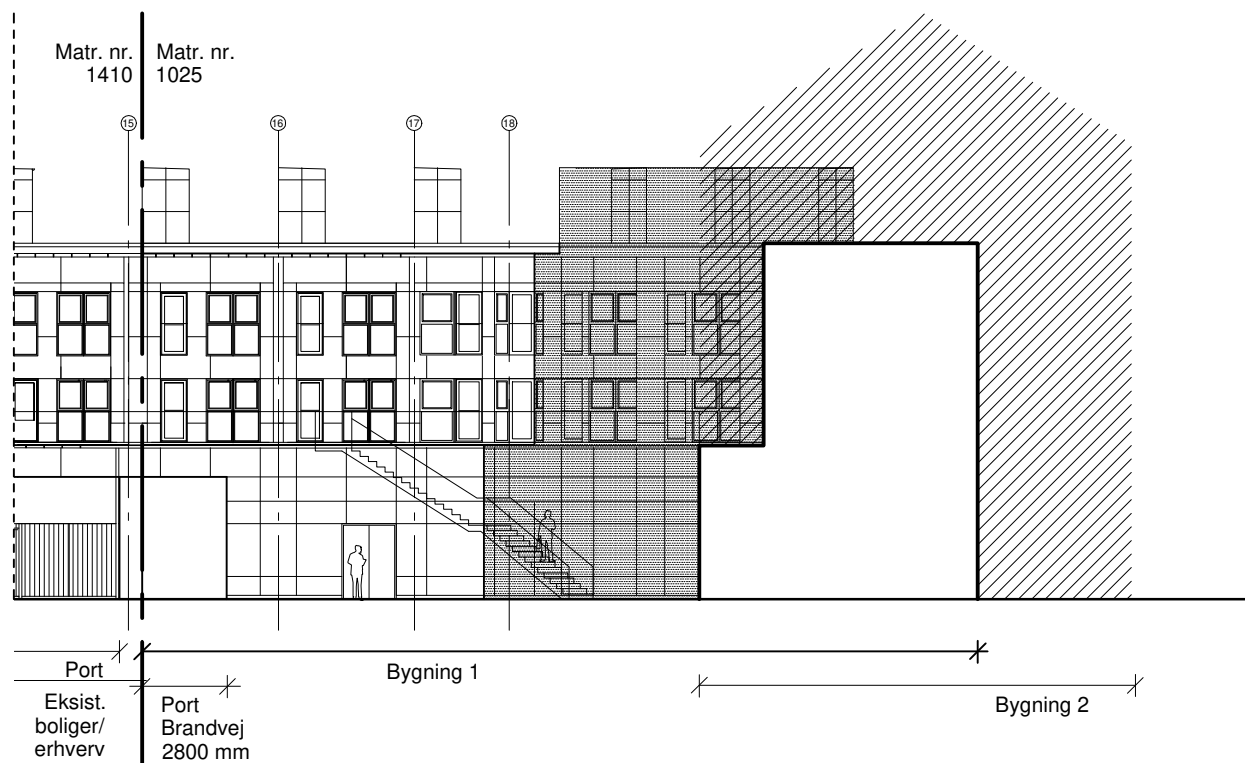 Matr. nr.
1410
Matr. nr.
1025
15
16
17
18
Port
Bygning 1
Eksist.
boliger/
erhverv
Port
Brandvej
2800 mm
Bygning 2